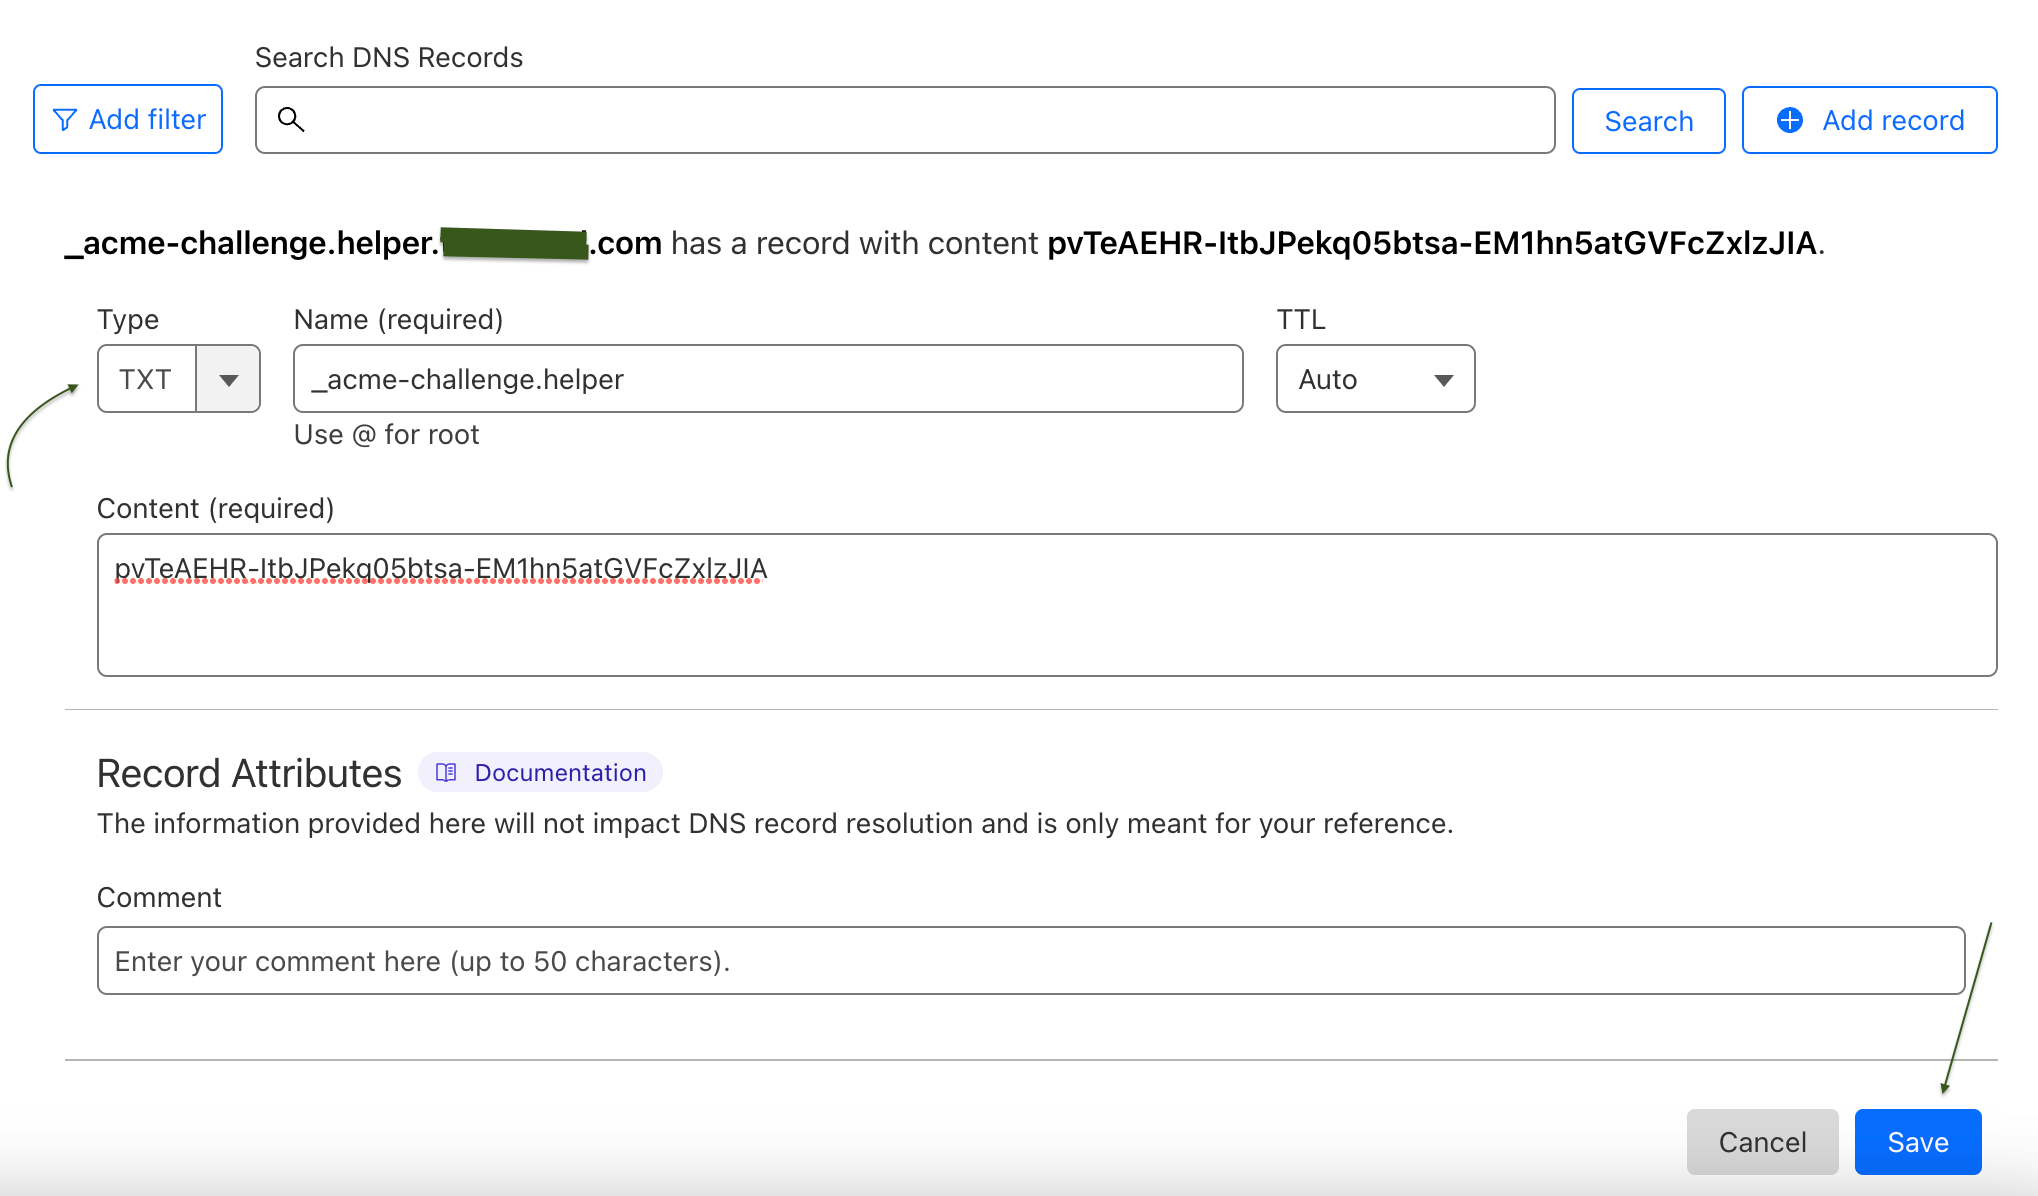 Search DNS Records
Add filter
Search
Add record
_acme-challenge.helper. .com has a record with content pvTeAEHR-ItbJPekq05btsa-EM1hn5atGVFcZxlzJIA.
Type
Name (required)
TTL
TXT
_acme-challenge.helper
Auto
Use @ for root
Content (required)
pvTeAEHR-ItbJPekq05btsa-EM1hn5atGVFcZxlzJIA
Record Attributes
Documentation
The information provided here will not impact DNS record resolution and is only meant for your reference.
Comment
Enter your comment here (up to 50 characters).
Cancel
Save